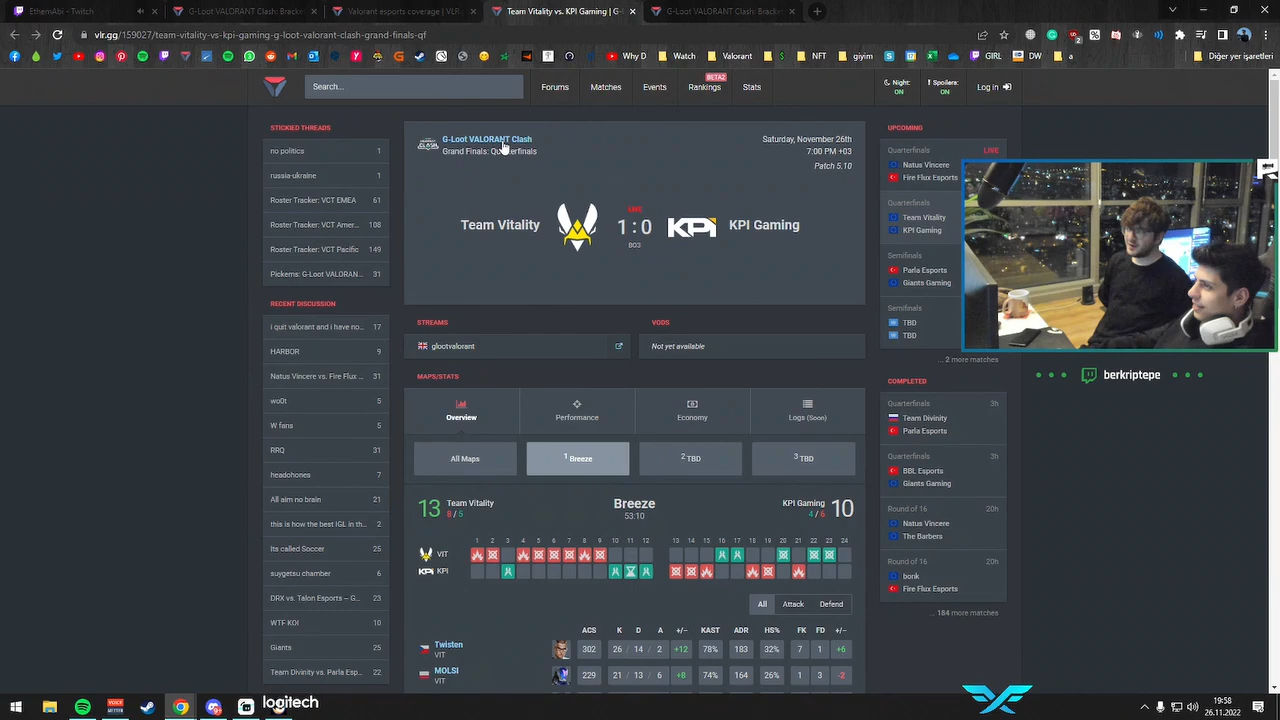 EthemAbi - Twitch
G-Loot VALORANT Clash: Brack
Valorant esports coverage | VLR.
Team Vitality vs. KPI Gaming | G-l
G-Loot VALORANT Clash: Brack
vlr.gg/159027/team-vitality-vs-kpi-gaming-g-loot-valorant-clash-grand-finals-qf
Why D
Watch
Valorant
NFT
giyim
GIRL
DW
a
Diğer yer işaretleri
Search...
Forums
Matches
Events
BETA2
Rankings
Stats
Night: ON
Spoilers: ON
Log in
STICKIED THREADS
no politics 1
russia-ukraine 1
Roster Tracker: VCT EMEA 61
Roster Tracker: VCT Amer... 108
Roster Tracker: VCT Pacific 149
Pickems: G-Loot VALORAN... 31
RECENT DISCUSSION
i quit valorant and i have no... 17
HARBOR 9
Natus Vincere vs. Fire Flux ... 31
wo0t 5
W fans 5
RRQ 31
headohones 7
All aim no brain 21
this is how the best IGL in th... 2
Its called Soccer 25
suygetsu chamber 6
DRX vs. Talon Esports – G... 23
WTF KOI 10
Giants 25
Team Divinity vs. Parla Esp... 22
G-Loot VALORANT Clash
Grand Finals: Quarterfinals
Saturday, November 26th
7:00 PM +03
Patch 5.10
Team Vitality
LIVE
1 : 0
BO3
KPI
KPI Gaming
STREAMS
glootvalorant
VODS
Not yet available
MAPS/STATS
Overview
Performance
Economy
Logs (Soon)
All Maps
1 Breeze
2 TBD
3 TBD
13 Team Vitality
8 / 5
Breeze
53:10
KPI Gaming 10
4 / 6
1 2 3 4 5 6 7 8 9 10 11 12 13 14 15 16 17 18 19 20 21 22 23 24
VIT
KPI KPI
All Attack Defend
ACS K D A +/– KAST ADR HS% FK FD +/–
Twisten
VIT
302 26 / 14 / 2 +12 78% 183 32% 7 1 +6
MOLSI
VIT
229 21 / 13 / 6 +8 74% 164 26% 1 3 -2
UPCOMING
Quarterfinals LIVE
Natus Vincere
Fire Flux Esports
Quarterfinals
Team Vitality
KPI Gaming
Semifinals
Parla Esports
Giants Gaming
Semifinals
TBD
TBD
... 2 more matches
COMPLETED
Quarterfinals 3h
Team Divinity
Parla Esports
Quarterfinals 3h
BBL Esports
Giants Gaming
Round of 16 20h
Natus Vincere
The Barbers
Round of 16 20h
bonk
Fire Flux Esports
... 184 more matches
berkriptepe
logitech
19:58
26.11.2022